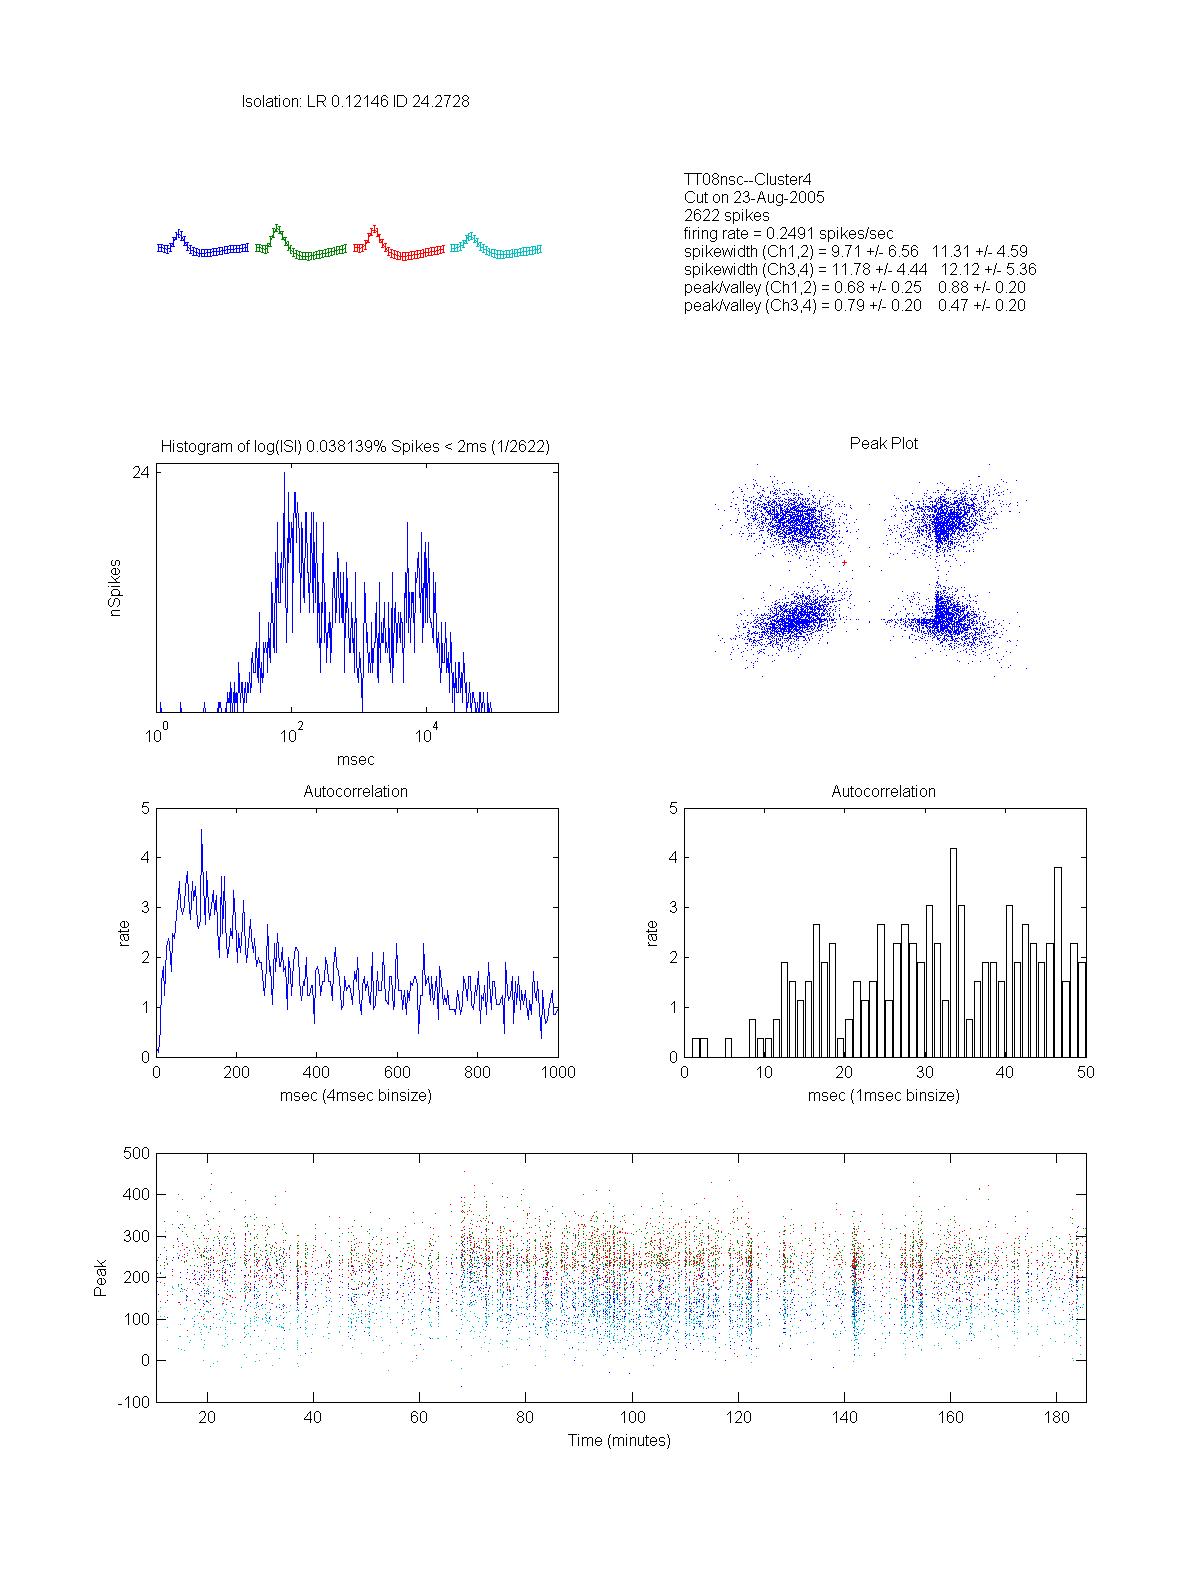 Isolation: LR 0.12146 ID 24.2728
TT08nsc--Cluster4
Cut on 23-Aug-2005
2622 spikes
firing rate = 0.2491 spikes/sec
spikewidth (Ch1,2) = 9.71 +/- 6.56 11.31 +/- 4.59
spikewidth (Ch3,4) = 11.78 +/- 4.44 12.12 +/- 5.36
peak/valley (Ch1,2) = 0.68 +/- 0.25 0.88 +/- 0.20
peak/valley (Ch3,4) = 0.79 +/- 0.20 0.47 +/- 0.20
Histogram of log(ISI) 0.038139% Spikes < 2ms (1/2622)
24
nSpikes
10^0 10^2 10^4
msec
Peak Plot
Autocorrelation
5
4
3
2
1
0
rate
0 200 400 600 800 1000
msec (4msec binsize)
Autocorrelation
5
4
3
2
1
0
rate
0 10 20 30 40 50
msec (1msec binsize)
500
400
300
200
100
0
-100
Peak
20 40 60 80 100 120 140 160 180
Time (minutes)